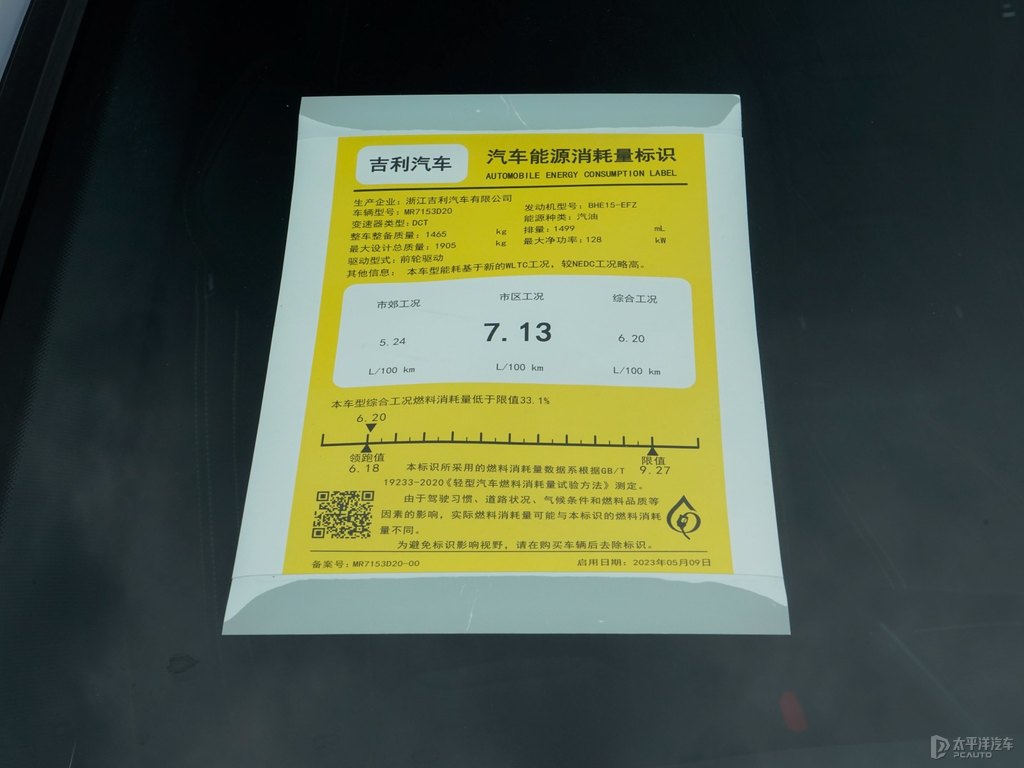 吉利汽车
汽车能源消耗量标识
AUTOMOBILE ENERGY CONSUMPTION LABEL
生产企业：浙江吉利汽车有限公司
车辆型号：MR7153D20
发动机型号：BHE15-EFZ
变速器类型：DCT
能源种类：汽油
整车整备质量：1465 kg
排量：1499 mL
最大设计总质量：1905 kg
最大净功率：128 kW
驱动型式：前轮驱动
其他信息： 本车型能耗基于新的WLTC工况，较NEDC工况略高。
市郊工况 市区工况 综合工况
5.24 7.13 6.20
L/100 km L/100 km L/100 km
本车型综合工况燃料消耗量低于限值33.1%
6.20
领跑值 限值
6.18 9.27
本标识所采用的燃料消耗量数据系根据GB/T
19233-2020《轻型汽车燃料消耗量试验方法》测定。
由于驾驶习惯、道路状况、气候条件和燃料品质等
因素的影响，实际燃料消耗量可能与本标识的燃料消耗
量不同。
为避免标识影响视野，请在购买车辆后去除标识。
备案号：MR7153D20-00 启用日期：2023年05月09日
太平洋汽车
PCAUTO